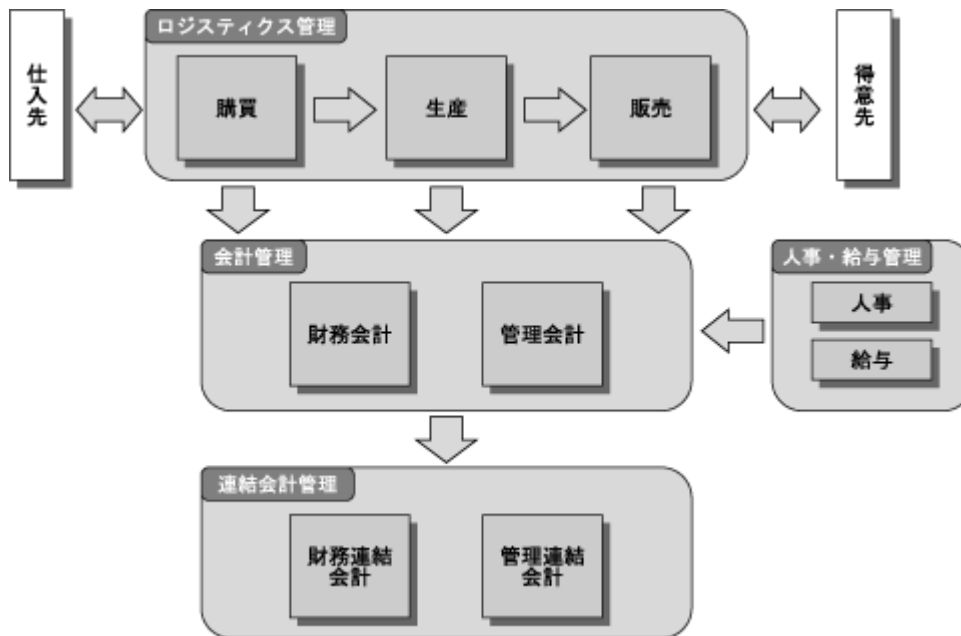 ロジスティクス管理
仕入先
購買
生産
販売
得意先
会計管理
財務会計
管理会計
人事・給与管理
人事
給与
連結会計管理
財務連結
会計
管理連結
会計